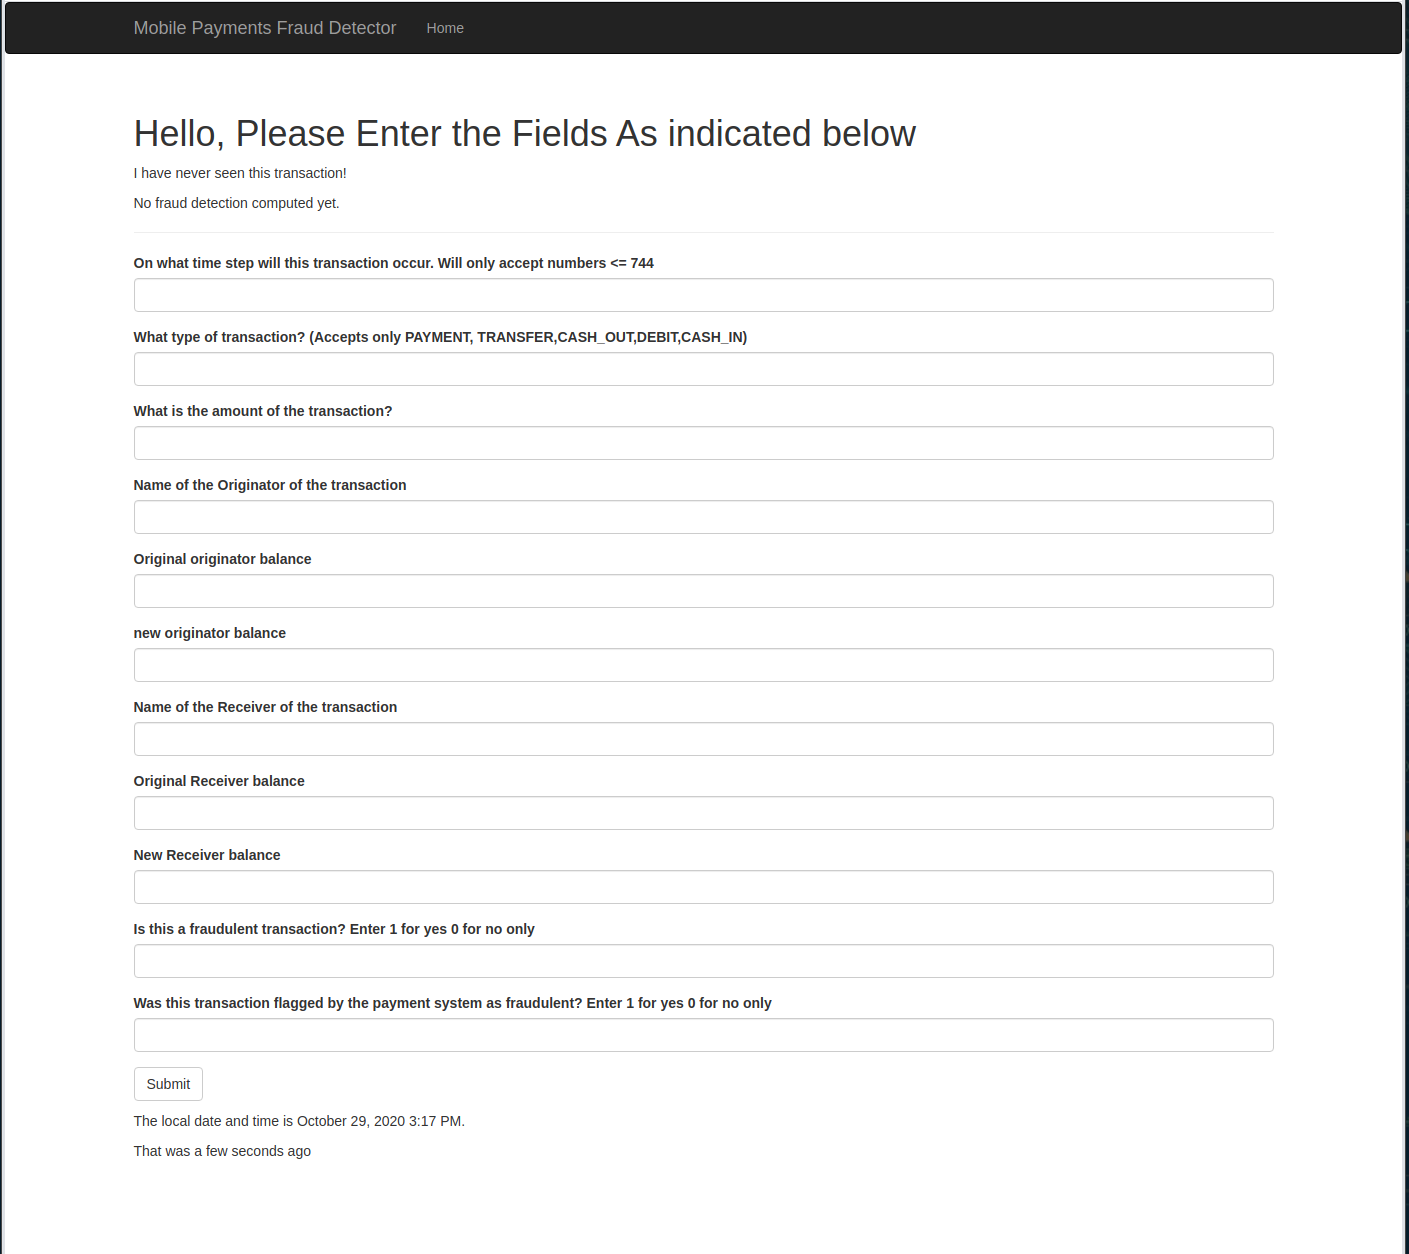 Mobile Payments Fraud Detector Home
Hello, Please Enter the Fields As indicated below
I have never seen this transaction!
No fraud detection computed yet.
On what time step will this transaction occur. Will only accept numbers <= 744
What type of transaction? (Accepts only PAYMENT, TRANSFER,CASH_OUT,DEBIT,CASH_IN)
What is the amount of the transaction?
Name of the Originator of the transaction
Original originator balance
new originator balance
Name of the Receiver of the transaction
Original Receiver balance
New Receiver balance
Is this a fraudulent transaction? Enter 1 for yes 0 for no only
Was this transaction flagged by the payment system as fraudulent? Enter 1 for yes 0 for no only
Submit
The local date and time is October 29, 2020 3:17 PM.
That was a few seconds ago